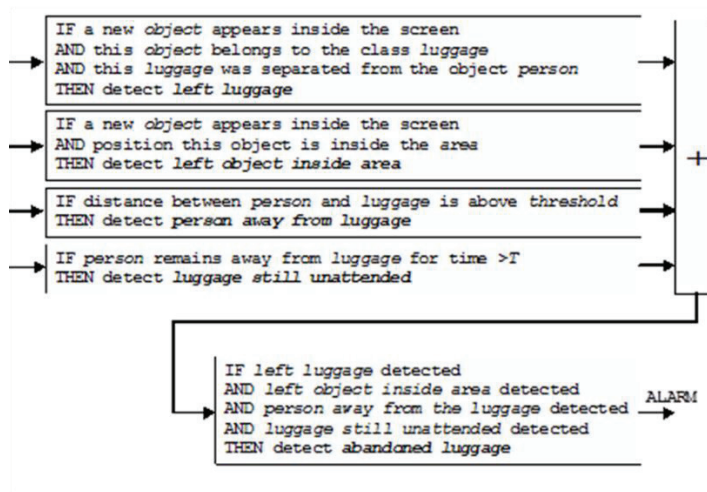 IF a new object appears inside the screen
AND this object belongs to the class luggage
AND this luggage was separated from the object person
THEN detect left luggage
IF a new object appears inside the screen
AND position this object is inside the area
THEN detect left object inside area
IF distance between person and luggage is above threshold
THEN detect person away from luggage
IF person remains away from luggage for time >T
THEN detect luggage still unattended
+
IF left luggage detected
AND left object inside area detected
AND person away from the luggage detected
AND luggage still unattended detected
THEN detect abandoned luggage
ALARM